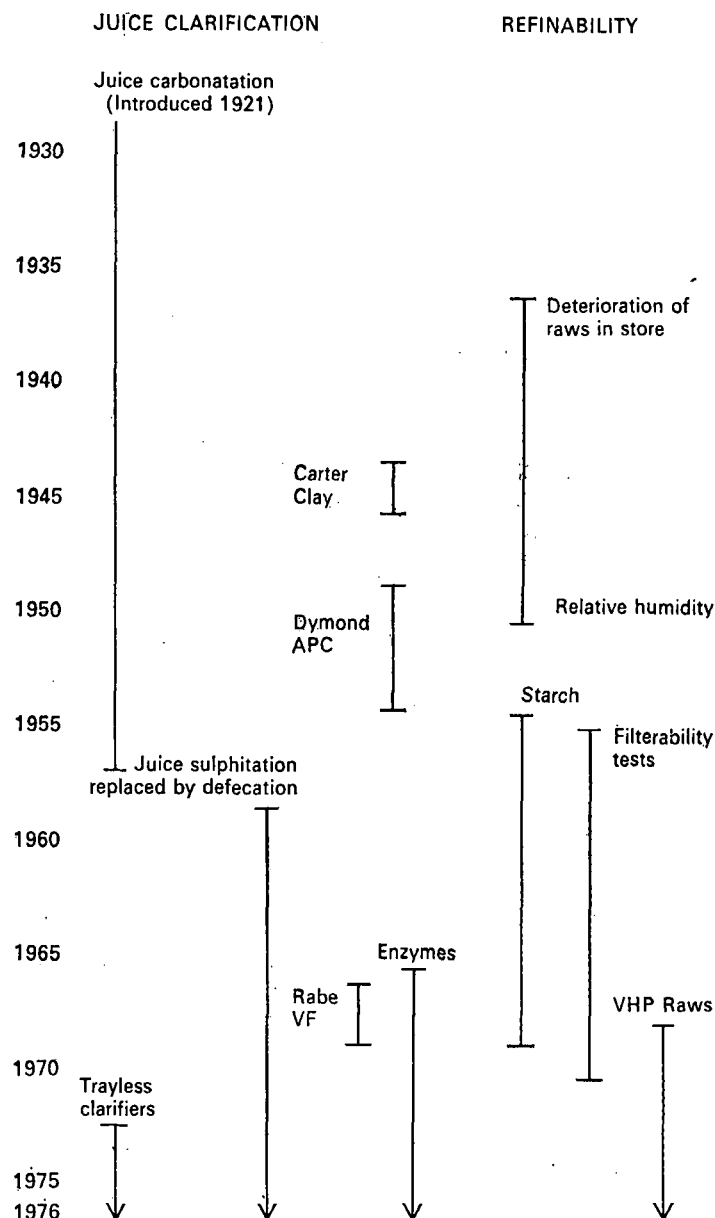 JUICE CLARIFICATION
REFINABILITY
Juice carbonatation
(Introduced 1921)
1930
1935
Deterioration of
raws in store
1940
Carter
Clay
1945
1950
Relative humidity
Dymond
APC
Starch
1955
Filterability
tests
Juice sulphitation
replaced by defecation
1960
1965
Enzymes
Rabe
VF
VHP Raws
1970
Trayless
clarifiers
1975
1976